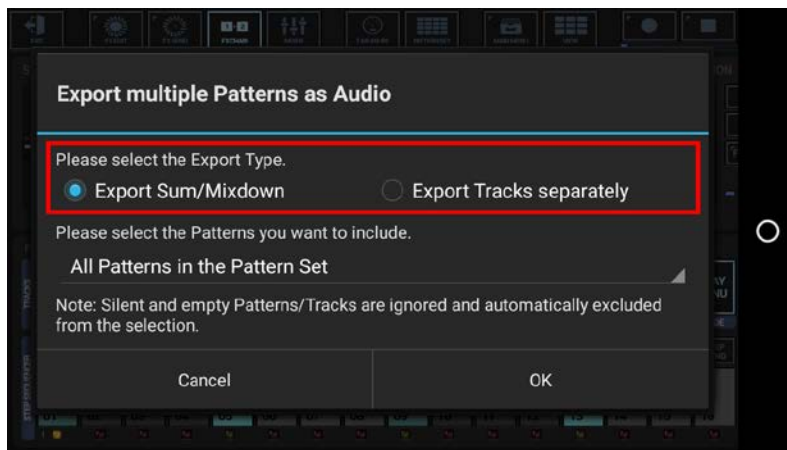 Export multiple Patterns as Audio
Please select the Export Type.
Export Sum/Mixdown Export Tracks separately
Please select the Patterns you want to include.
All Patterns in the Pattern Set
Note: Silent and empty Patterns/Tracks are ignored and automatically excluded
from the selection.
Cancel OK